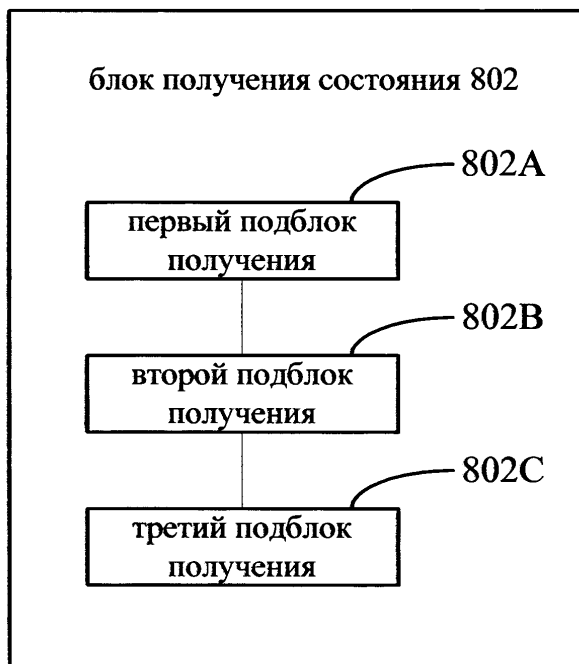 блок получения состояния 802
802A
первый подблок
получения
802B
второй подблок
получения
802C
третий подблок
получения